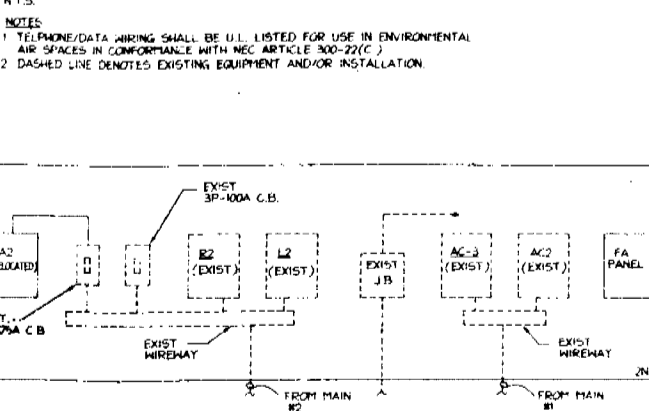 N.T.S.
NOTES
1 TELPHONE/DATA WIRING SHALL BE U.L. LISTED FOR USE IN ENVIRONMENTAL
AIR SPACES IN CONFORMANCE WITH NEC ARTICLE 300-22(C)
2 DASHED LINE DENOTES EXISTING EQUIPMENT AND/OR INSTALLATION.
EXIST
3P-100A C.B.
A2
R2
(EXIST)
L2
(EXIST)
EXIST
J.B
AC-3
(EXIST)
AC2
(EXIST)
FA
PANEL
75A C.B
EXIST
WIREWAY
EXIST
WIREWAY
2N
FROM MAIN
#2
FROM MAIN
#1